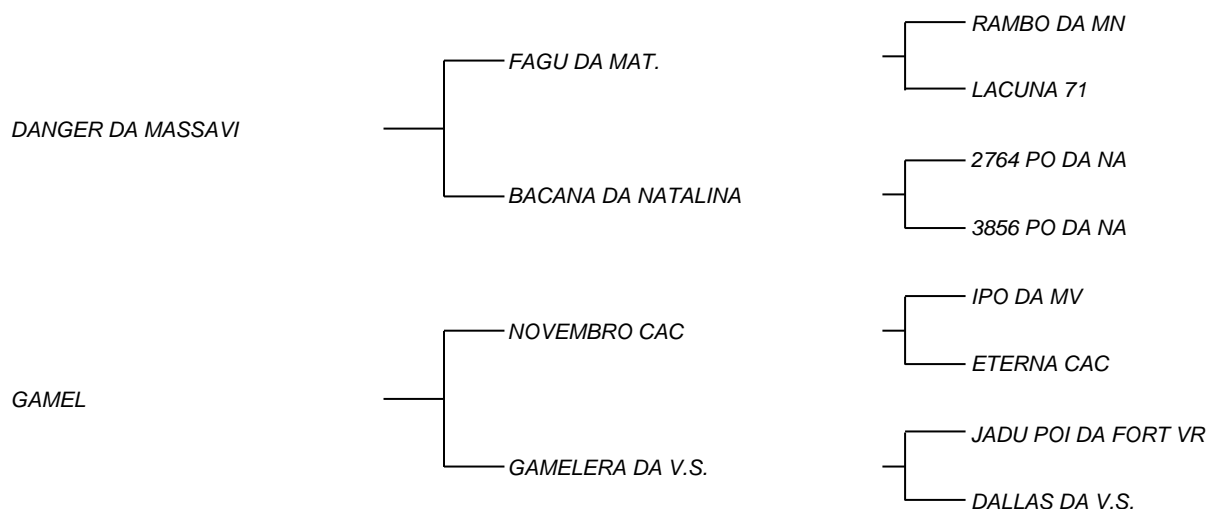 RAMBO DA MN
FAGU DA MAT.
LACUNA 71
DANGER DA MASSAVI
2764 PO DA NA
BACANA DA NATALINA
3856 PO DA NA
IPO DA MV
NOVEMBRO CAC
ETERNA CAC
GAMEL
JADU POI DA FORT VR
GAMELERA DA V.S.
DALLAS DA V.S.